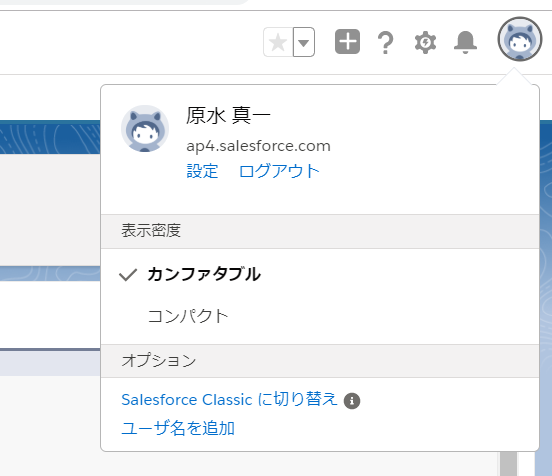 原水 真一
ap4.salesforce.com
設定 ログアウト
表示密度
カンファタブル
コンパクト
オプション
Salesforce Classic に切り替え
ユーザ名を追加